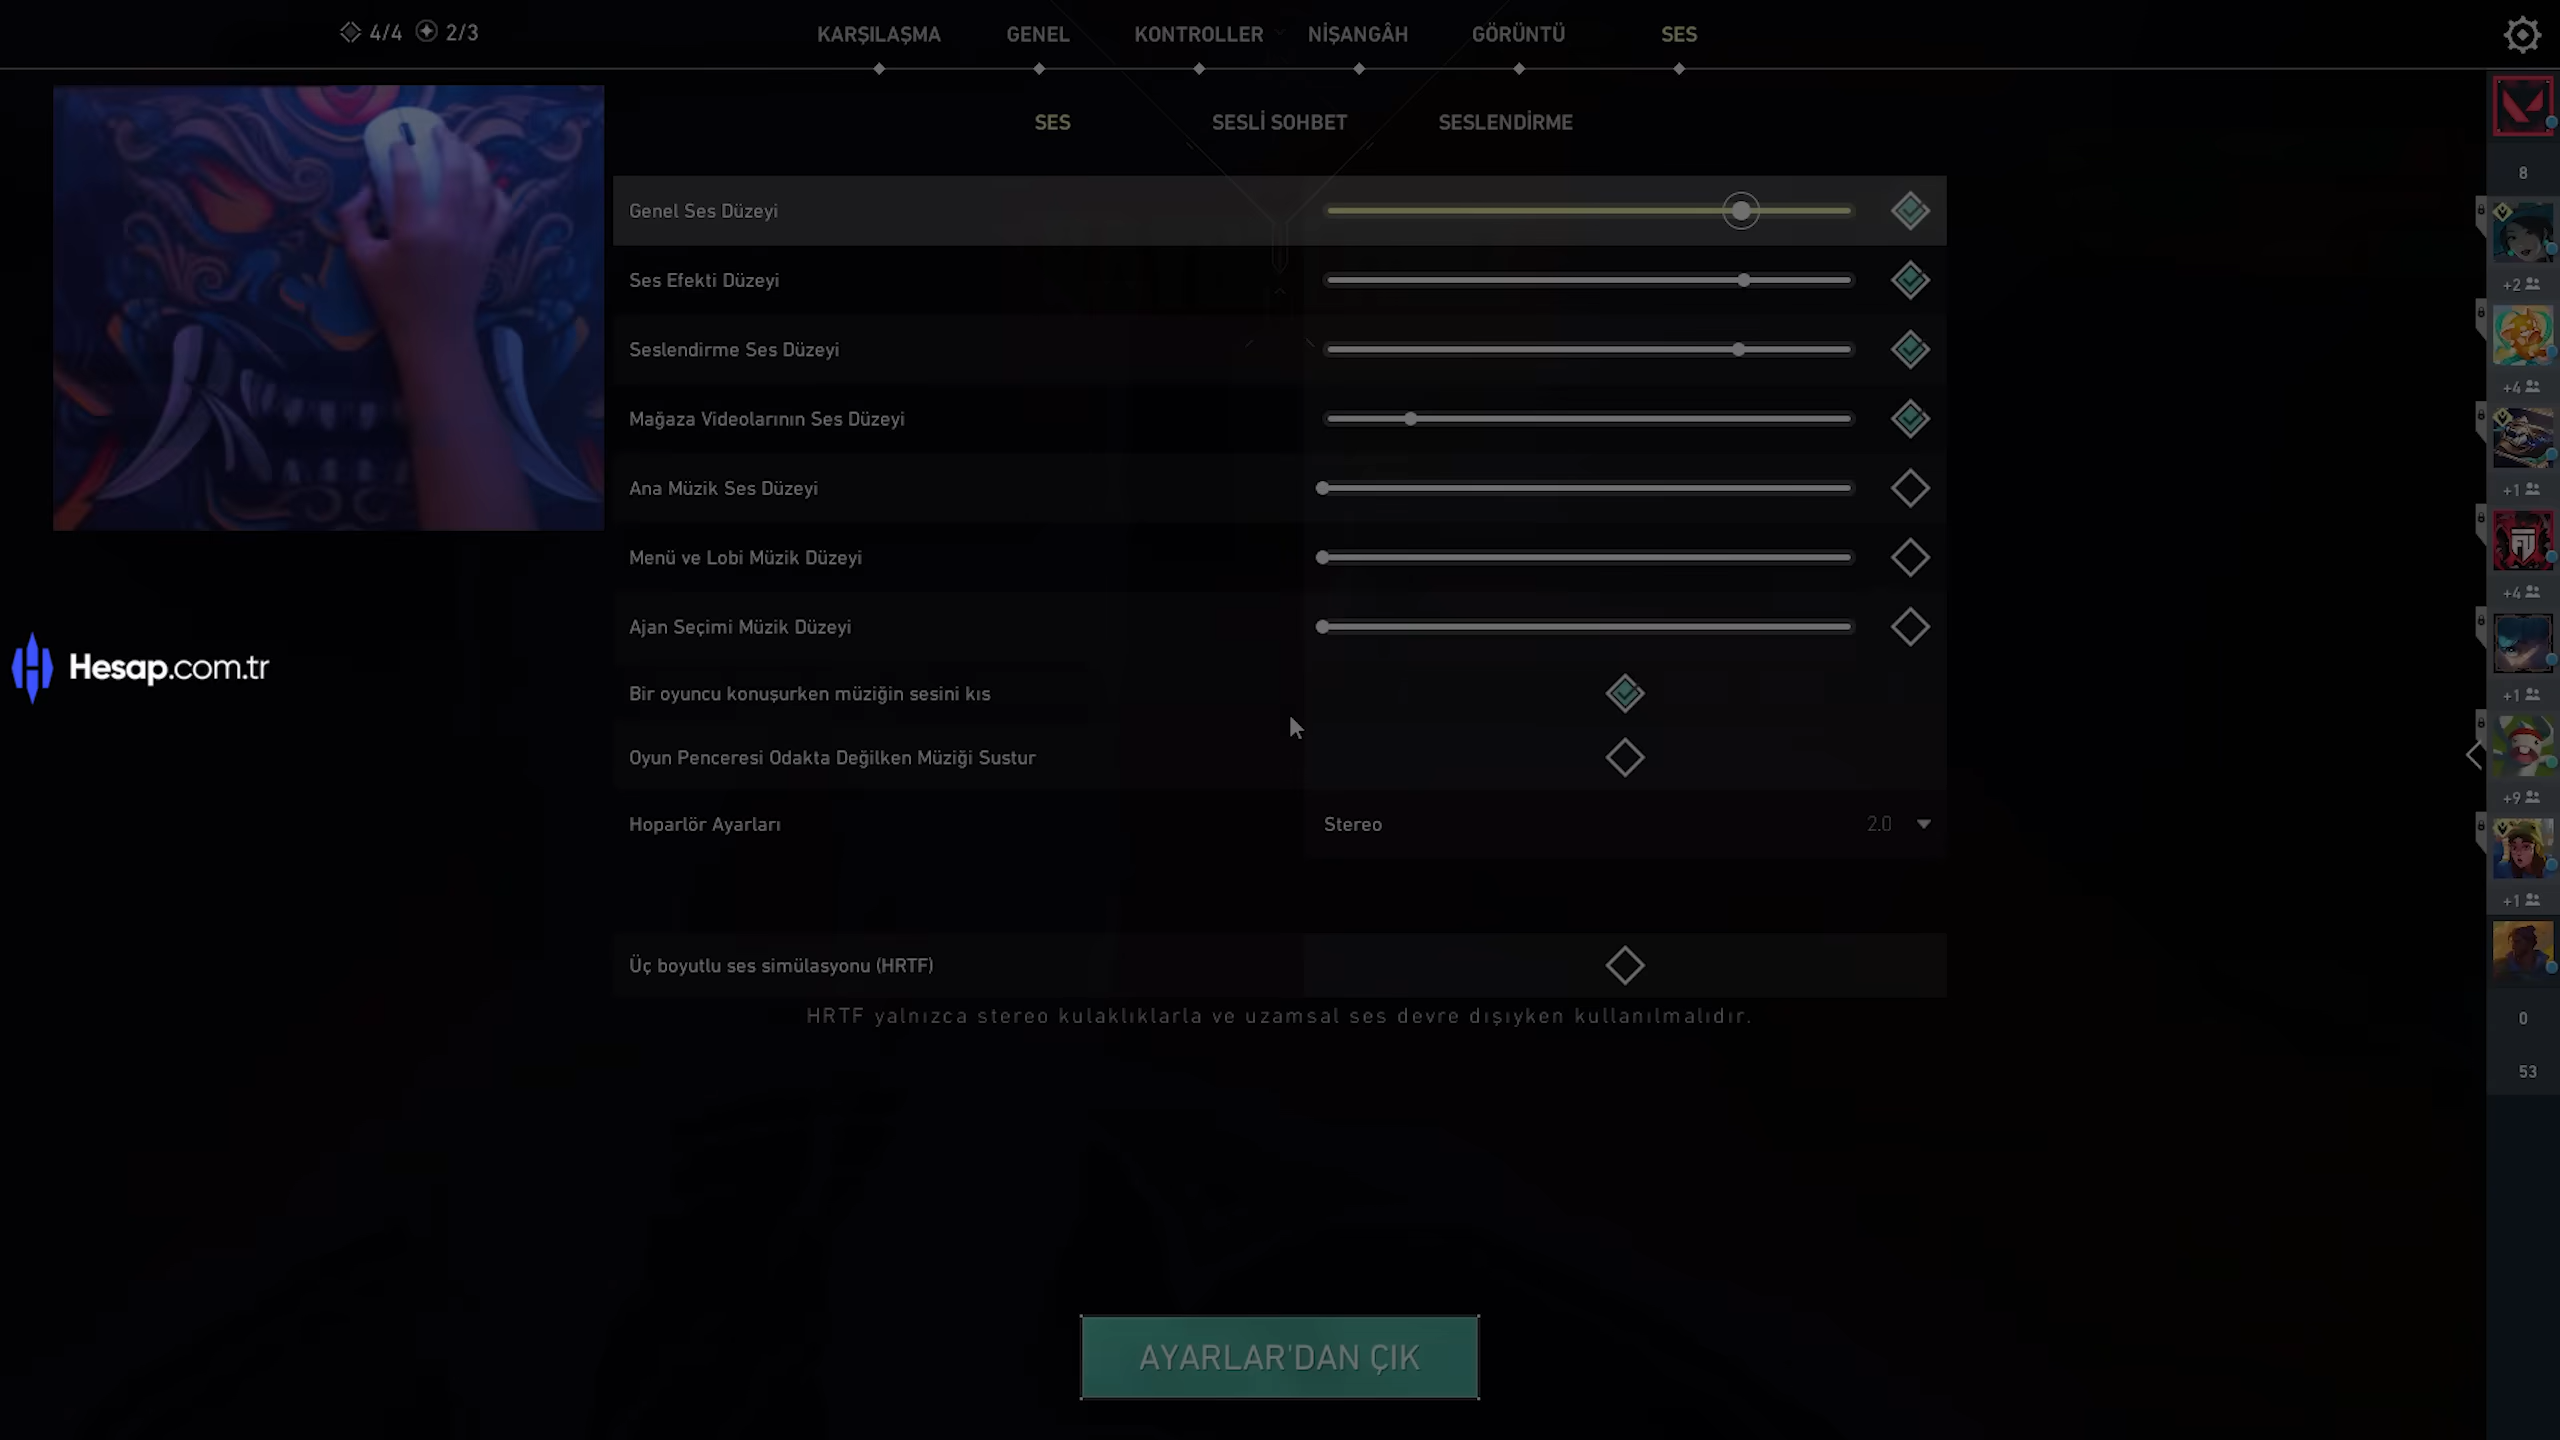 4/4 2/3
KARŞILAŞMA GENEL KONTROLLER NİŞANGÂH GÖRÜNTÜ SES
SES SESLİ SOHBET SESLENDİRME
Genel Ses Düzeyi
Ses Efekti Düzeyi
Seslendirme Ses Düzeyi
Mağaza Videolarının Ses Düzeyi
Ana Müzik Ses Düzeyi
Menü ve Lobi Müzik Düzeyi
Ajan Seçimi Müzik Düzeyi
Bir oyuncu konuşurken müziğin sesini kıs
Oyun Penceresi Odakta Değilken Müziği Sustur
Hoparlör Ayarları Stereo 2.0
Üç boyutlu ses simülasyonu (HRTF)
HRTF yalnızca stereo kulaklıklarla ve uzamsal ses devre dışıyken kullanılmalıdır.
AYARLAR'DAN ÇIK
Hesap.com.tr
8
+2
+4
+1
+4
+1
+9
+1
0
53